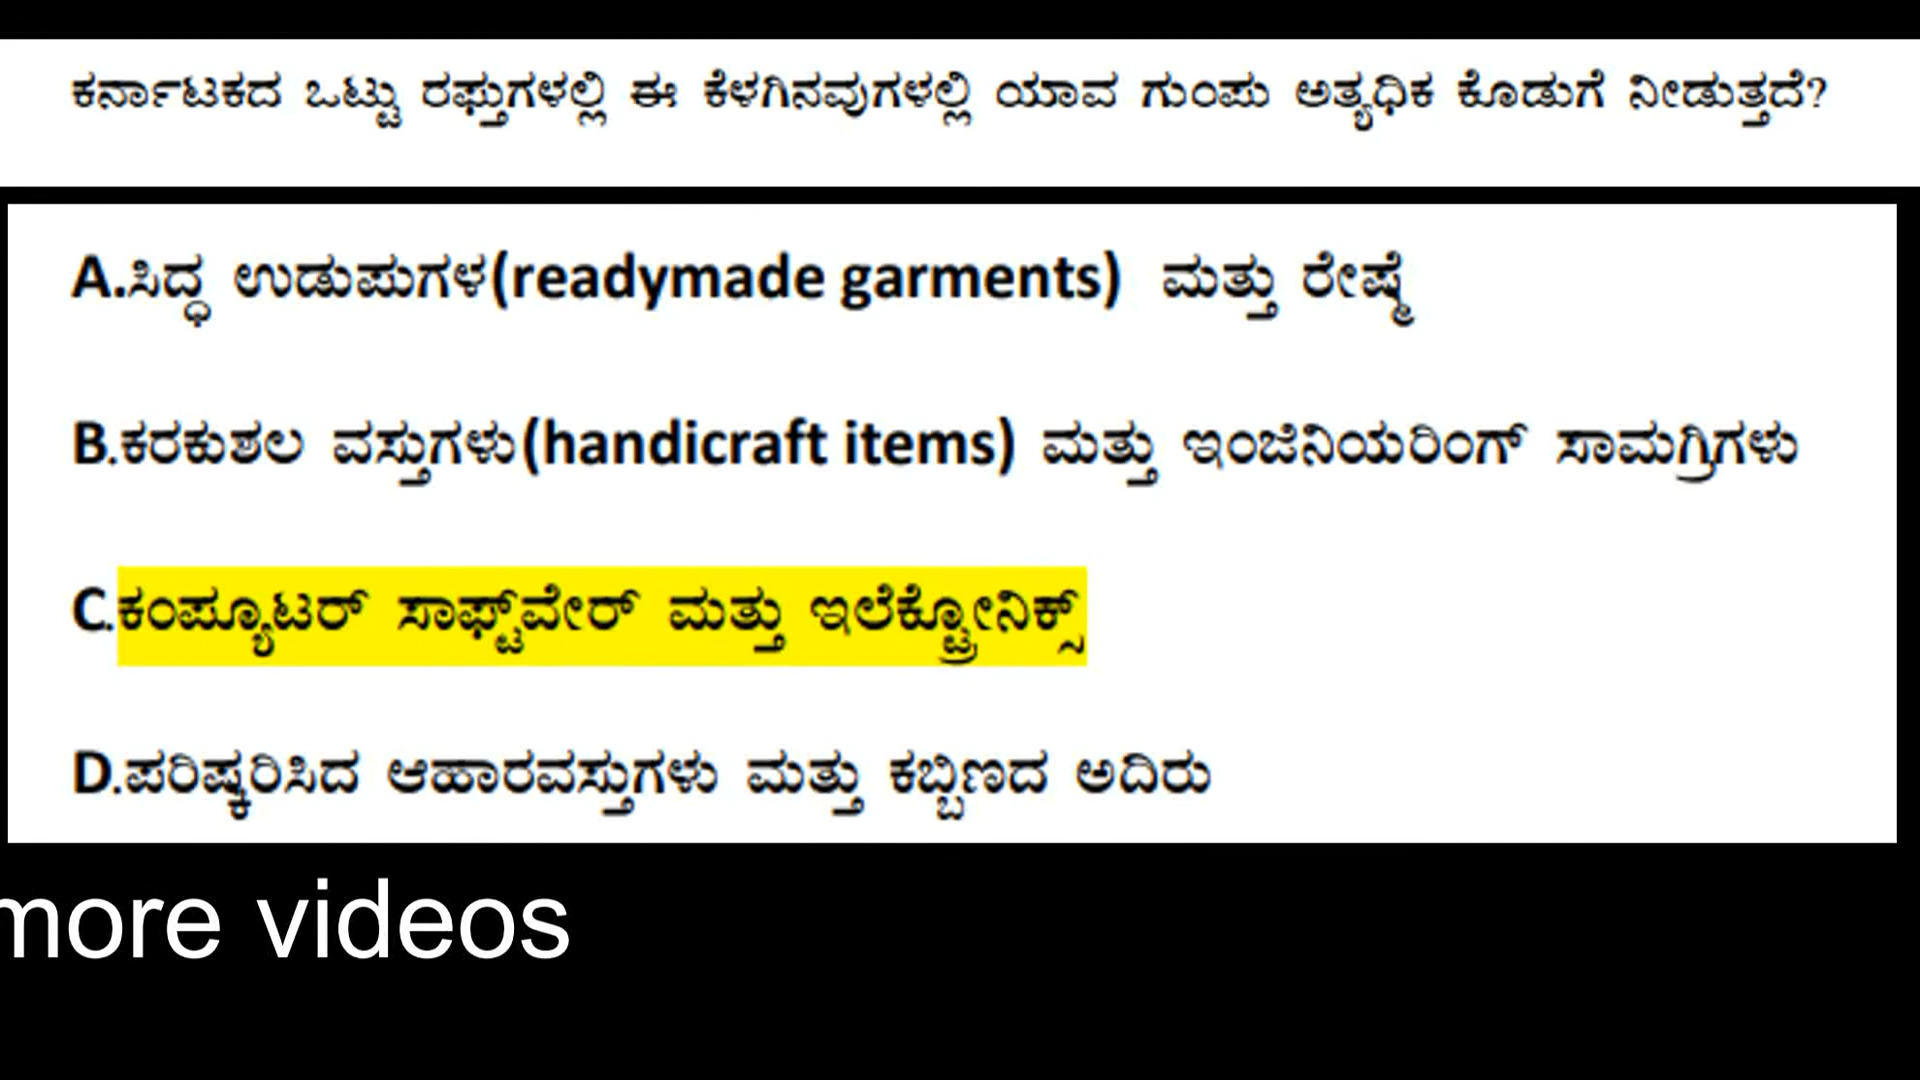 ಕರ್ನಾಟಕದ ಒಟ್ಟು ರಫ್ತುಗಳಲ್ಲಿ ಈ ಕೆಳಗಿನವುಗಳಲ್ಲಿ ಯಾವ ಗುಂಪು ಅತ್ಯಧಿಕ ಕೊಡುಗೆ ನೀಡುತ್ತದೆ?
A.ಸಿದ್ಧ ಉಡುಪುಗಳ(readymade garments) ಮತ್ತು ರೇಷ್ಮೆ
B.ಕರಕುಶಲ ವಸ್ತುಗಳು(handicraft items) ಮತ್ತು ಇಂಜಿನಿಯರಿಂಗ್ ಸಾಮಗ್ರಿಗಳು
C.ಕಂಪ್ಯೂಟರ್ ಸಾಫ್ಟ್‌ವೇರ್ ಮತ್ತು ಇಲೆಕ್ಟ್ರೋನಿಕ್ಸ್
D.ಪರಿಷ್ಕರಿಸಿದ ಆಹಾರವಸ್ತುಗಳು ಮತ್ತು ಕಬ್ಬಿಣದ ಅದಿರು
more videos